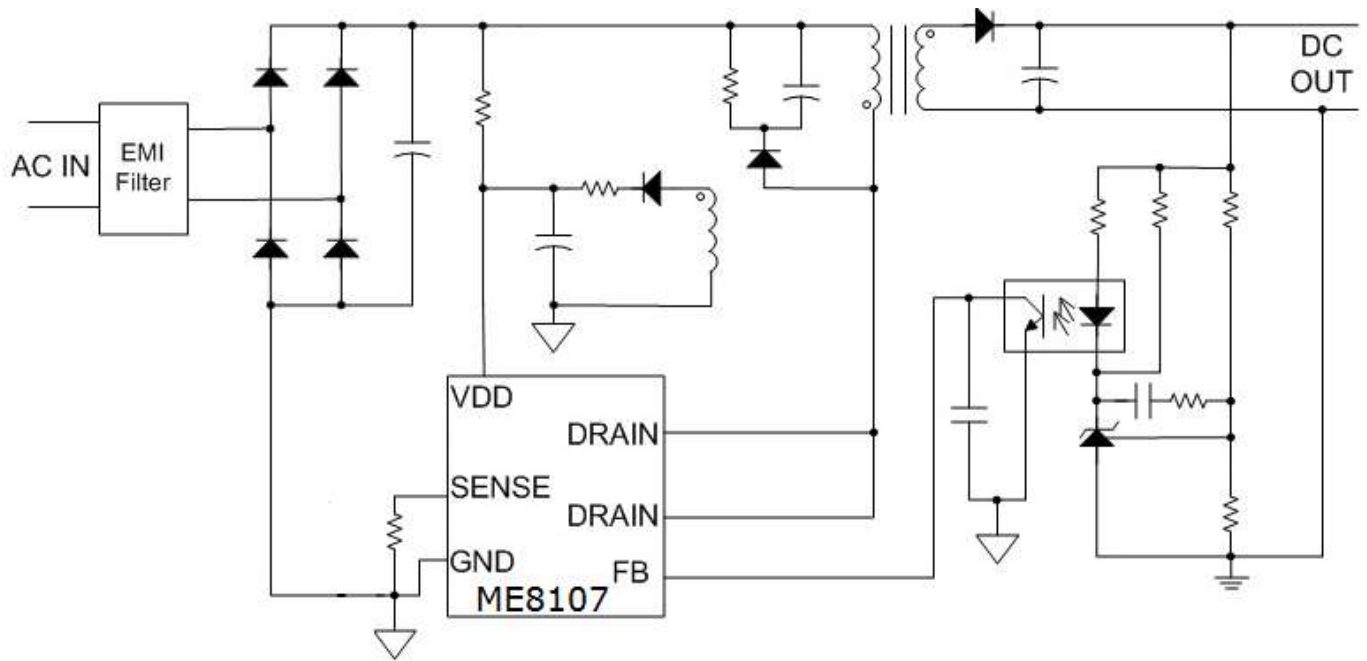 DC
OUT
AC IN
EMI
Filter
VDD
DRAIN
SENSE
DRAIN
GND
FB
ME8107